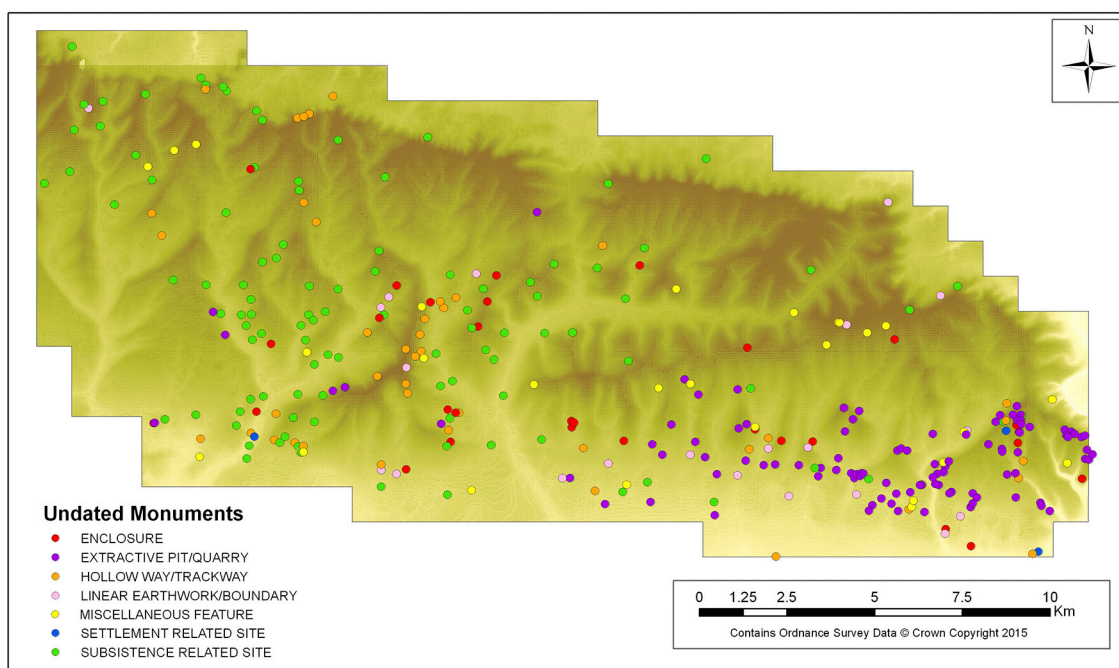 N
Undated Monuments
ENCLOSURE
EXTRACTIVE PIT/QUARRY
HOLLOW WAY/TRACKWAY
LINEAR EARTHWORK/BOUNDARY
MISCELLANEOUS FEATURE
SETTLEMENT RELATED SITE
SUBSISTENCE RELATED SITE
0 1.25 2.5 5 7.5 10
Km
Contains Ordnance Survey Data © Crown Copyright 2015